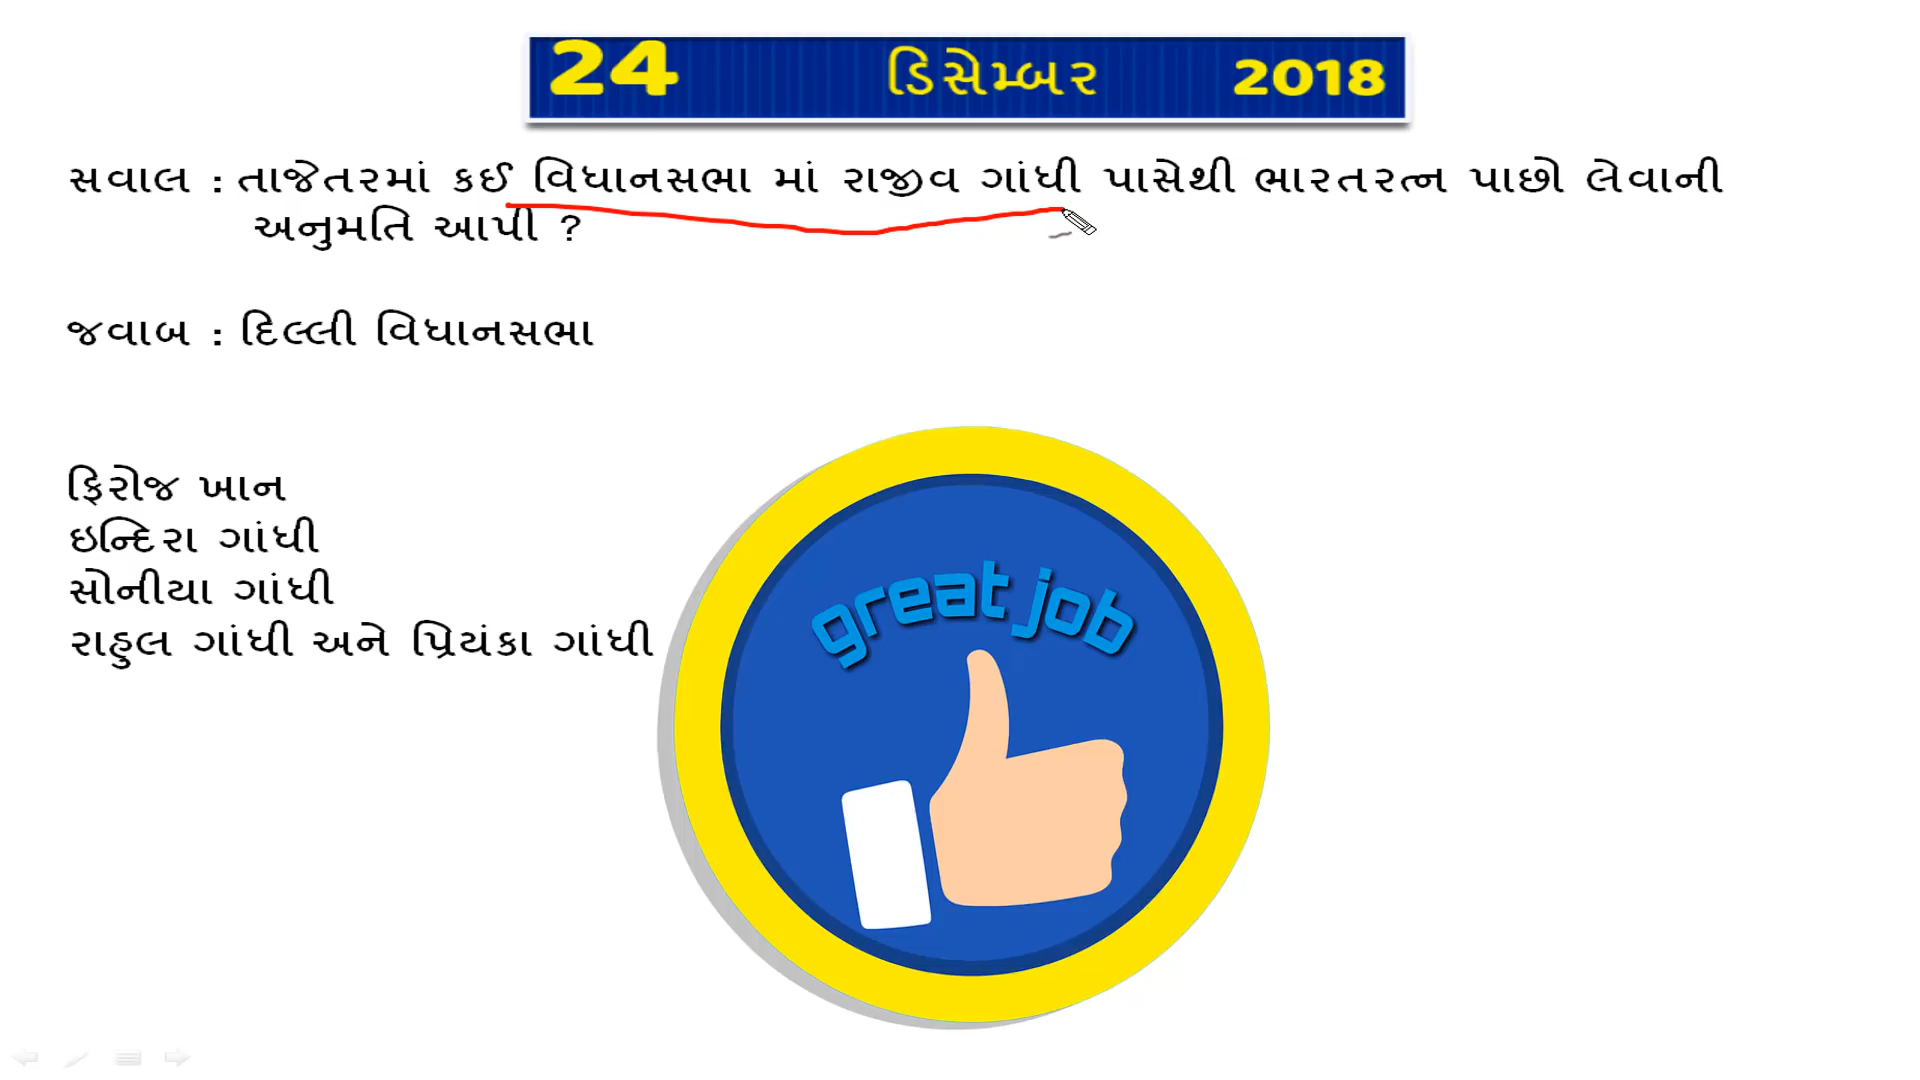 24 ડિસેમ્બર 2018
સવાલ : તાજેતરમાં કઈ વિધાનસભા માં રાજીવ ગાંધી પાસેથી ભારતરત્ન પાછો લેવાની
અનુમતિ આપી ?
જવાબ : દિલ્લી વિધાનસભા
ફિરોજ ખાન
ઇન્દિરા ગાંધી
સોનીયા ગાંધી
રાહુલ ગાંધી અને પ્રિયંકા ગાંધી
great job